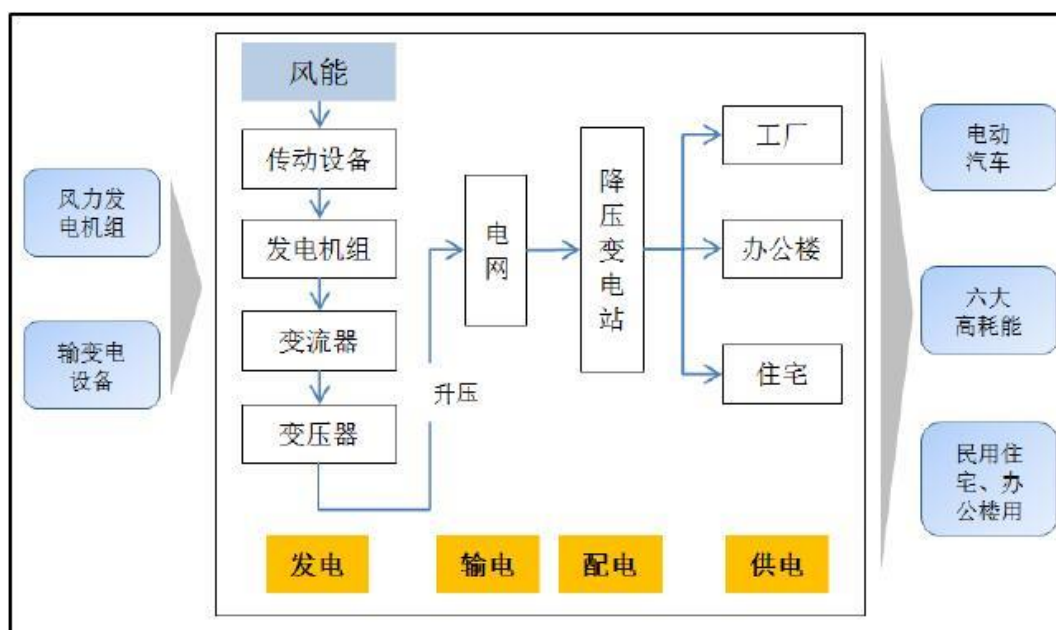 风力发
电机组
输变电
设备
风能
传动设备
发电机组
变流器
变压器
升压
电
网
降
压
变
电
站
工厂
办公楼
住宅
发电
输电
配电
供电
电动
汽车
六大
高耗能
民用住
宅、办
公楼用